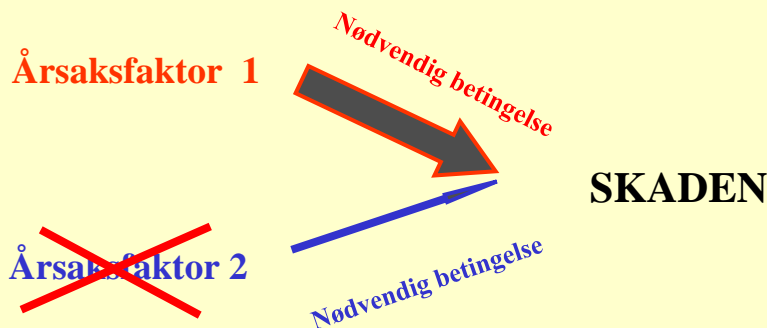 Nødvendig betingelse
Årsaksfaktor 1
SKADEN
Årsaksfaktor 2
Nødvendig betingelse